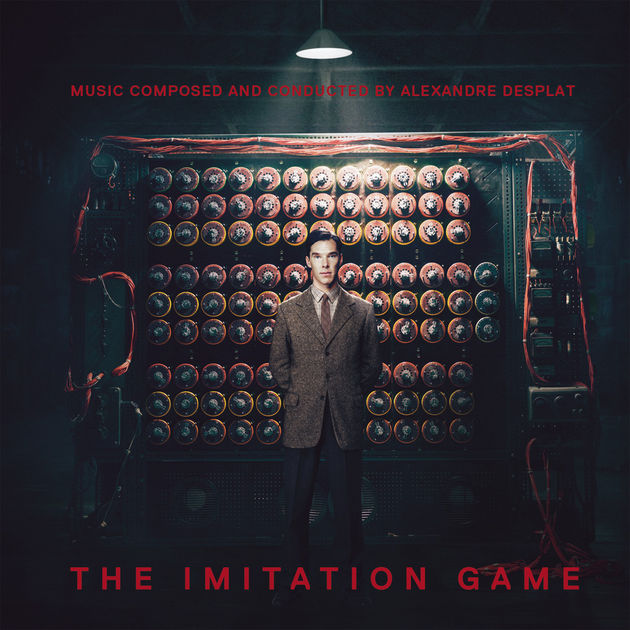 MUSIC COMPOSED AND CONDUCTED BY ALEXANDRE DESPLAT
THE IMITATION GAME